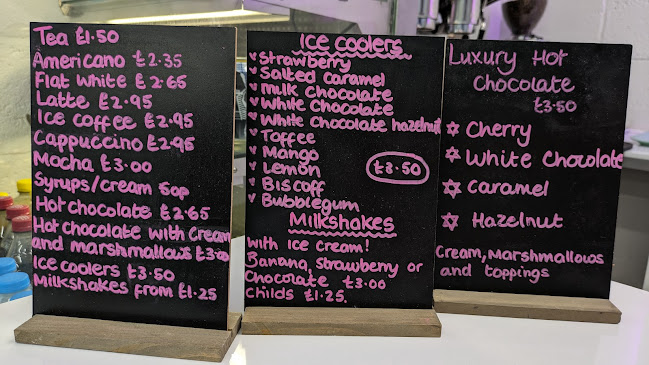 Tea £1.50
Americano £2.35
Flat white £2.65
Latte £2.95
Ice coffee £2.95
Cappuccino £2.95
Mocha £3.00
Syrups/cream 50p
Hot chocolate £2.65
Hot chocolate with cream
and marshmallows £3.00
Ice coolers £3.50
Milkshakes from £1.25
Ice coolers
Strawberry
Salted caramel
milk chocolate
White chocolate
White chocolate hazelnut
Toffee
Mango
Lemon
£3.50
Biscoff
Bubblegum
Milkshakes
With ice cream!
Banana, Strawberry or
Chocolate £3.00
Childs £1.25.
Luxury Hot
Chocolate
£3.50
Cherry
White Chocolate
Caramel
Hazelnut
Cream, Marshmallows
and toppings